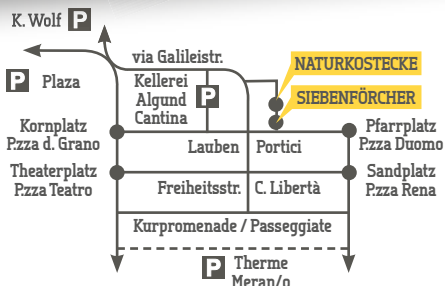 K. Wolf P
via Galileistr.
NATURKOSTECKE
P Plaza
Kellerei
Algund
Cantina
P
SIEBENFÖRCHER
Kornplatz
P.zza d. Grano
Lauben Portici
Pfarrplatz
P.zza Duomo
Theaterplatz
P.zza Teatro
Freiheitsstr. C. Libertà
Sandplatz
P.zza Rena
Kurpromenade / Passeggiate
P Therme
Meran/o